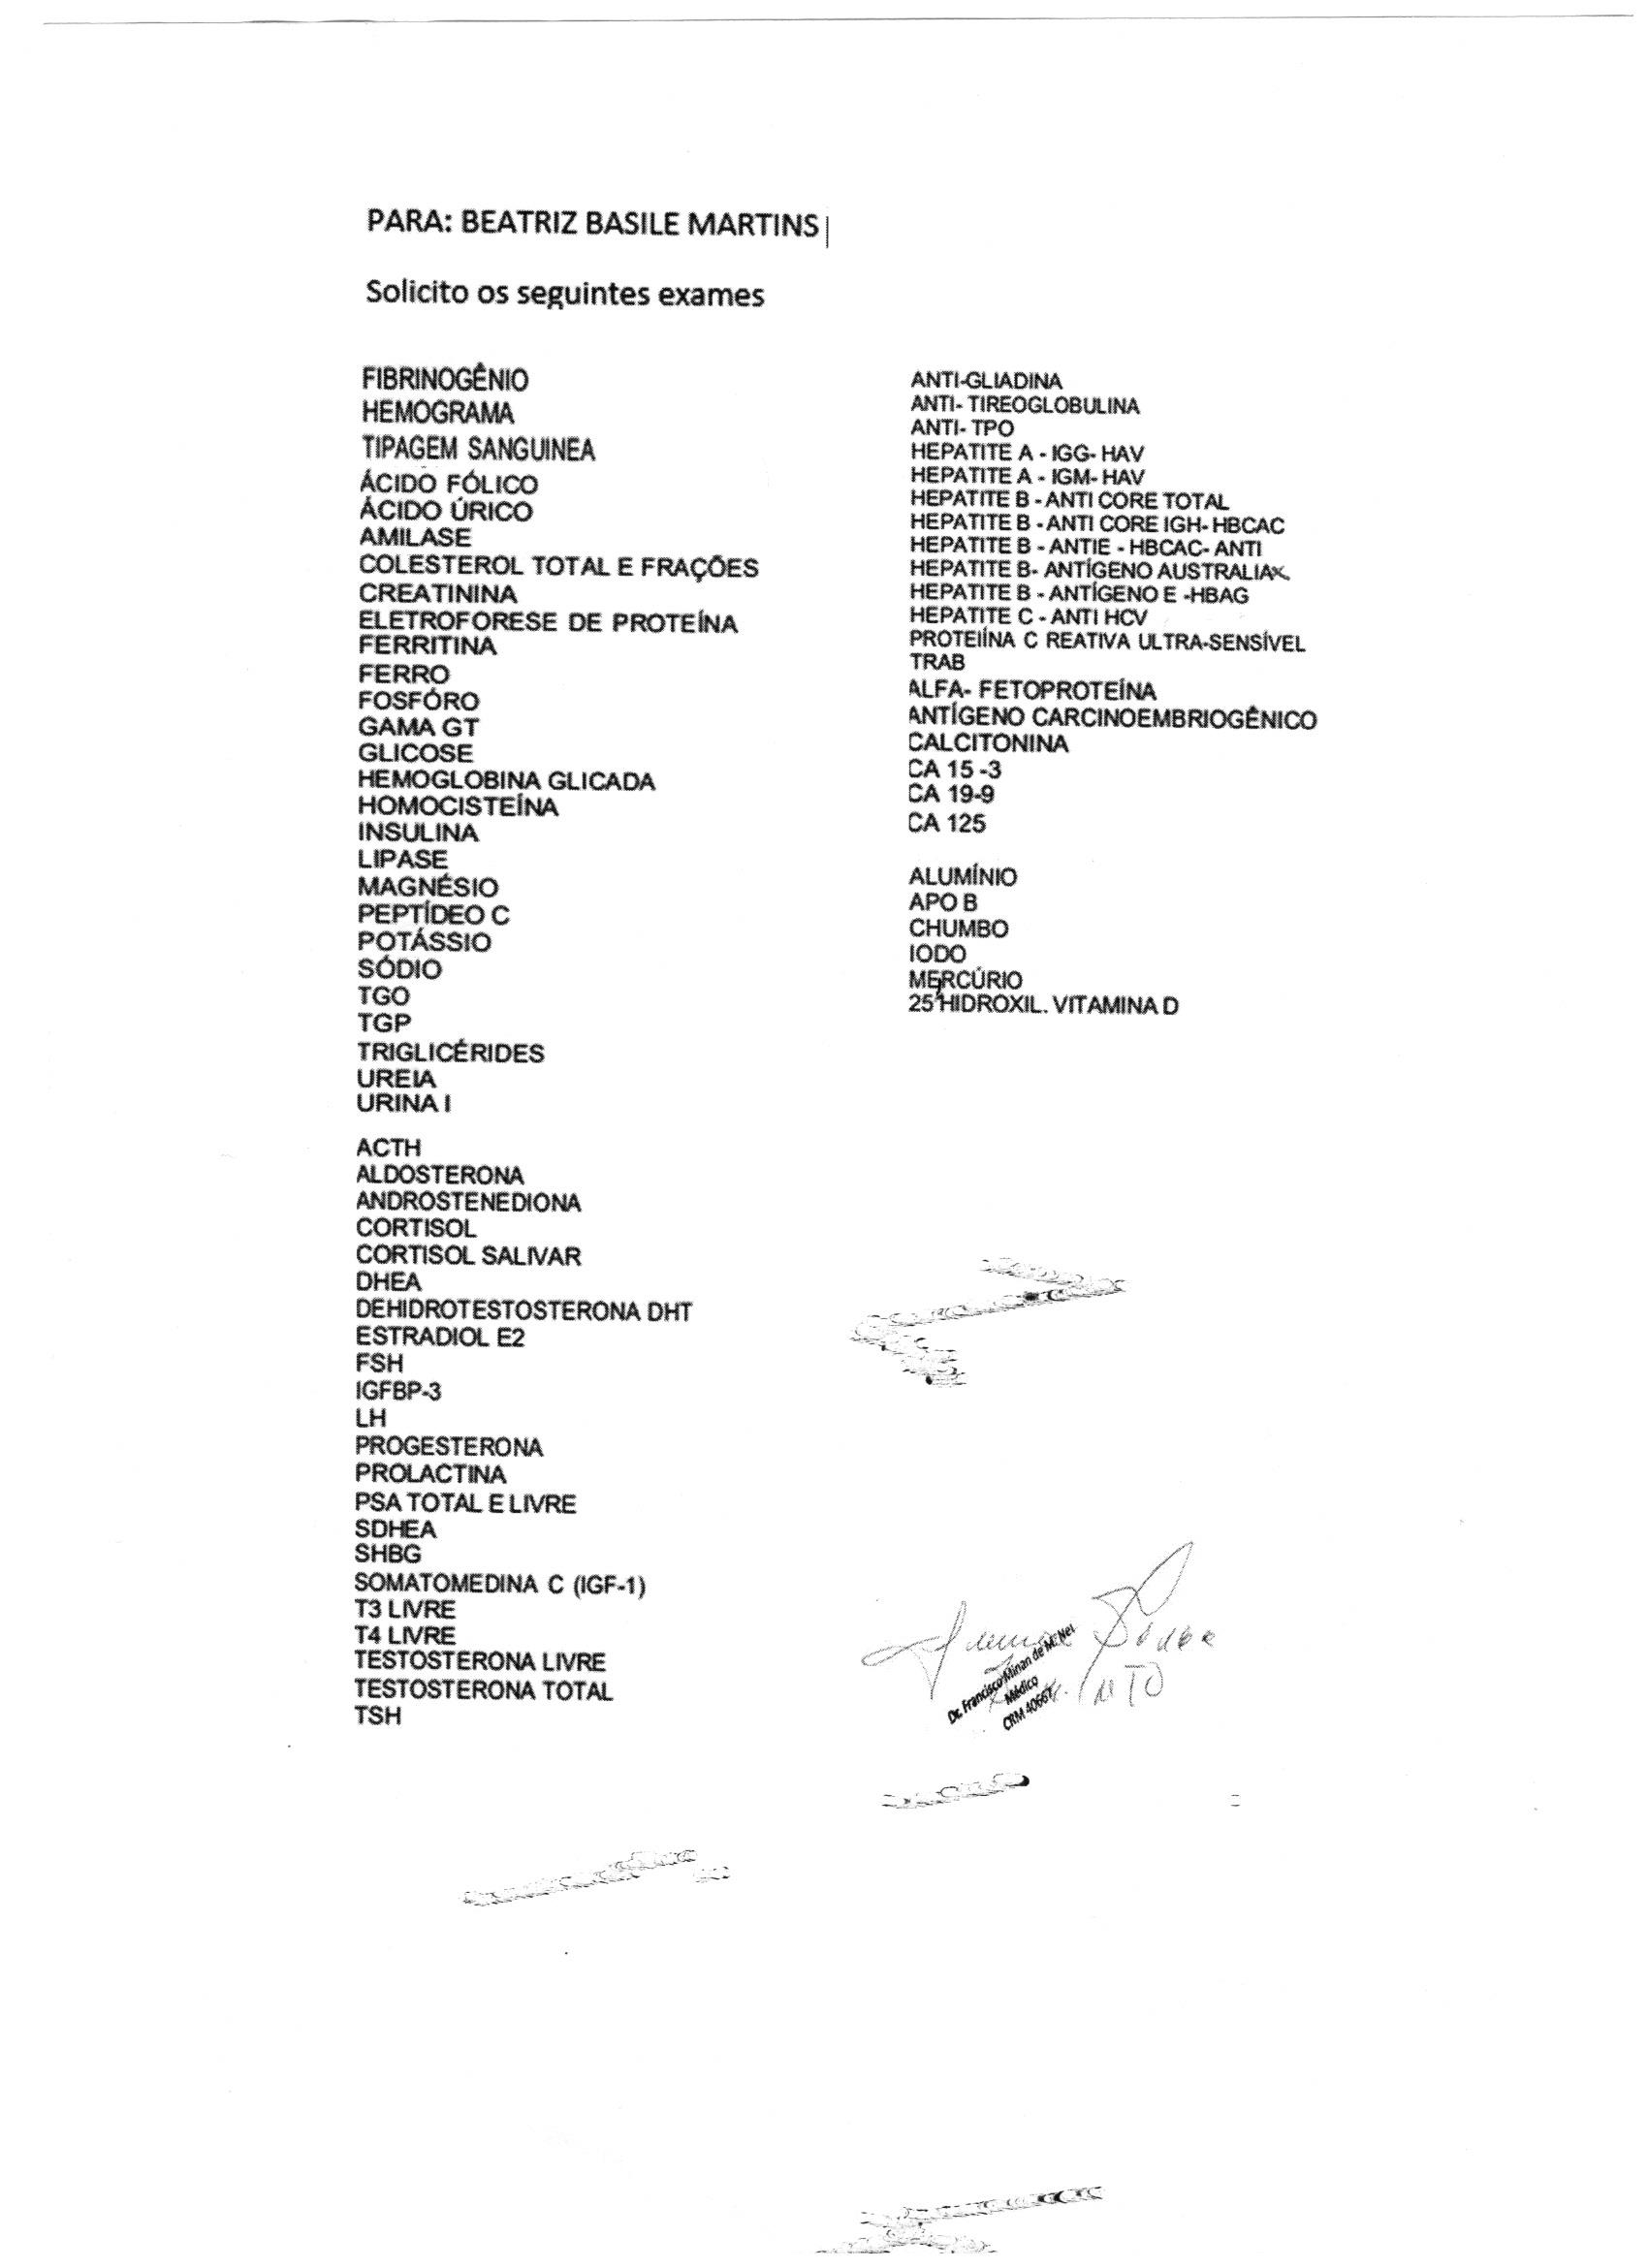 PARA: BEATRIZ BASILE MARTINS
Solicito os seguintes exames
FIBRINOGÊNIO
HEMOGRAMA
TIPAGEM SANGUINEA
ÁCIDO FÓLICO
ÁCIDO ÚRICO
AMILASE
COLESTEROL TOTAL E FRAÇÕES
CREATININA
ELETROFORESE DE PROTEÍNA
FERRITINA
FERRO
FOSFÓRO
GAMA GT
GLICOSE
HEMOGLOBINA GLICADA
HOMOCISTEÍNA
INSULINA
LIPASE
MAGNÉSIO
PEPTÍDEO C
POTÁSSIO
SÓDIO
TGO
TGP
TRIGLICÉRIDES
UREIA
URINA I
ACTH
ALDOSTERONA
ANDROSTENEDIONA
CORTISOL
CORTISOL SALIVAR
DHEA
DEHIDROTESTOSTERONA DHT
ESTRADIOL E2
FSH
IGFBP-3
LH
PROGESTERONA
PROLACTINA
PSA TOTAL E LIVRE
SDHEA
SHBG
SOMATOMEDINA C (IGF-1)
T3 LIVRE
T4 LIVRE
TESTOSTERONA LIVRE
TESTOSTERONA TOTAL
TSH
ANTI-GLIADINA
ANTI- TIREOGLOBULINA
ANTI- TPO
HEPATITE A - IGG- HAV
HEPATITE A - IGM- HAV
HEPATITE B - ANTI CORE TOTAL
HEPATITE B - ANTI CORE IGH- HBCAC
HEPATITE B - ANTIE - HBCAC- ANTI
HEPATITE B- ANTÍGENO AUSTRALIA
HEPATITE B - ANTÍGENO E -HBAG
HEPATITE C - ANTI HCV
PROTEIÍNA C REATIVA ULTRA-SENSÍVEL
TRAB
ALFA- FETOPROTEÍNA
ANTÍGENO CARCINOEMBRIOGÊNICO
CALCITONINA
CA 15 -3
CA 19-9
CA 125
ALUMÍNIO
APO B
CHUMBO
IODO
MERCÚRIO
25 HIDROXIL. VITAMINA D
Dr. Francisco Minan de M. Nei
Médico
CRM 40667